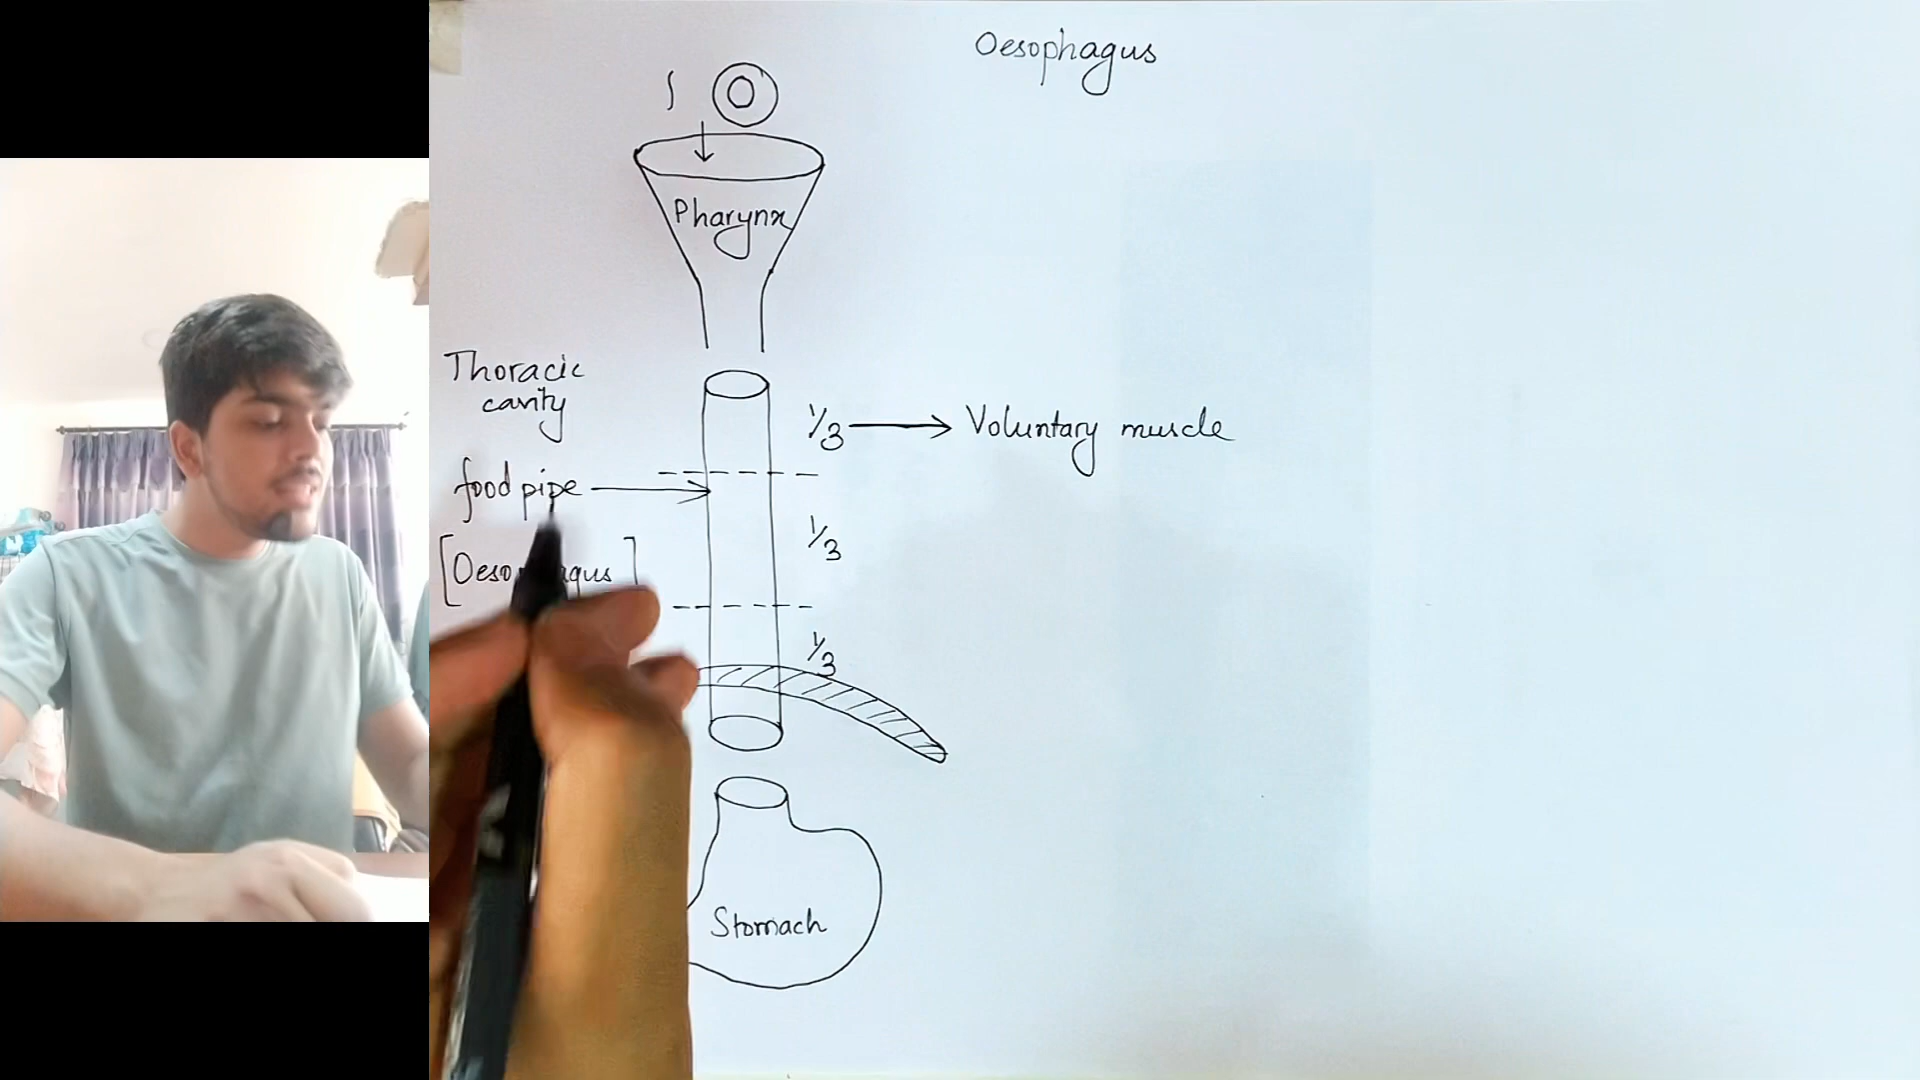 Oesophagus
Pharynx
Thoracic
cavity
1/3 → Voluntary muscle
food pipe
1/3
1/3
Stomach